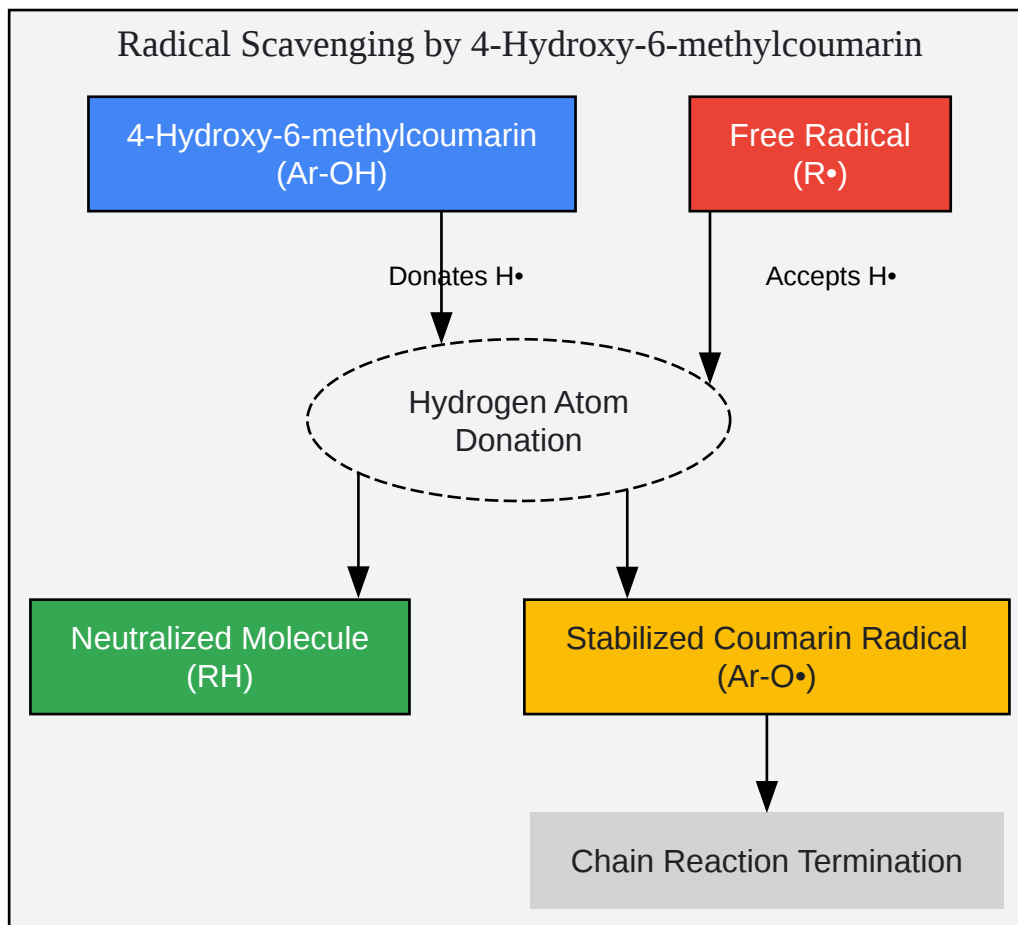 Radical Scavenging by 4-Hydroxy-6-methylcoumarin
4-Hydroxy-6-methylcoumarin
(Ar-OH)
Free Radical
(R•)
Donates H•
Accepts H•
Hydrogen Atom
Donation
Neutralized Molecule
(RH)
Stabilized Coumarin Radical
(Ar-O•)
Chain Reaction Termination